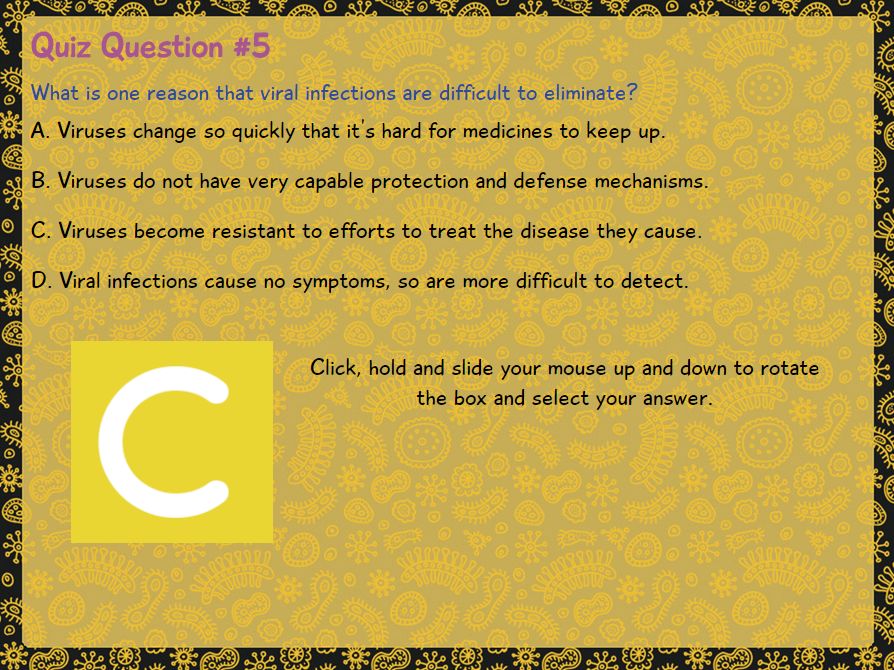 Quiz Question #5
What is one reason that viral infections are difficult to eliminate?
A. Viruses change so quickly that it's hard for medicines to keep up.
B. Viruses do not have very capable protection and defense mechanisms.
C. Viruses become resistant to efforts to treat the disease they cause.
D. Viral infections cause no symptoms, so are more difficult to detect.
C
Click, hold and slide your mouse up and down to rotate
the box and select your answer.